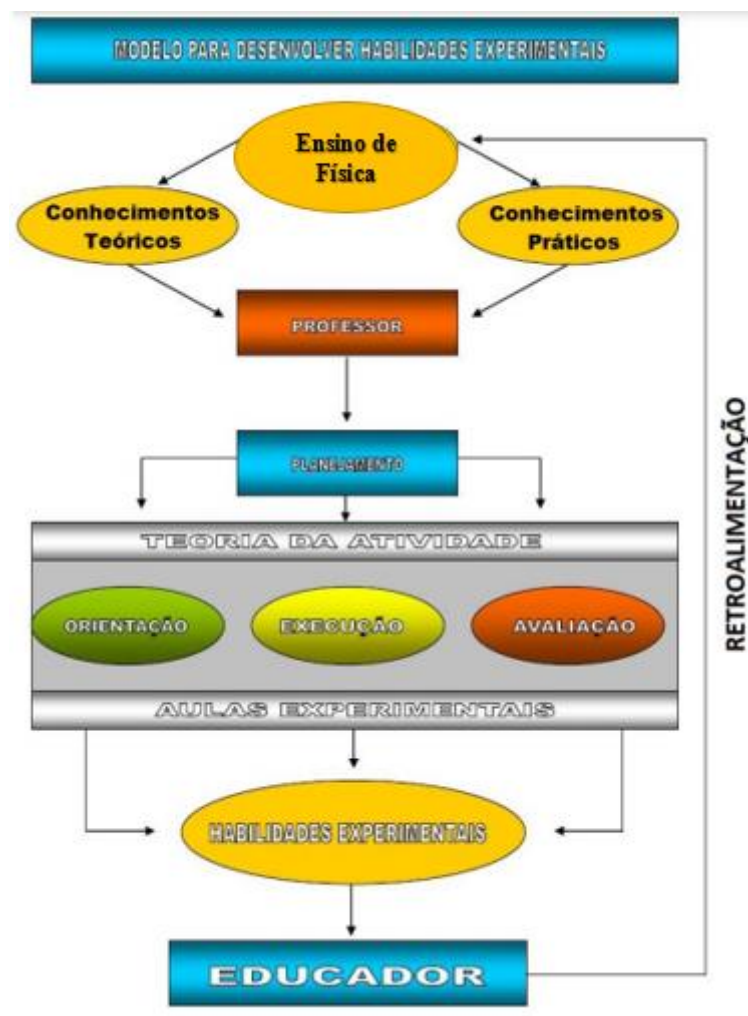 MODELO PARA DESENVOLVER HABILIDADES EXPERIMENTAIS
Ensino de
Física
Conhecimentos
Teóricos
Conhecimentos
Práticos
PROFESSOR
PLANEJAMENTO
TEORIA DA ATIVIDADE
ORIENTAÇÃO
EXECUÇÃO
AVALIAÇÃO
AULAS EXPERIMENTAIS
HABILIDADES EXPERIMENTAIS
EDUCADOR
RETROALIMENTAÇÃO